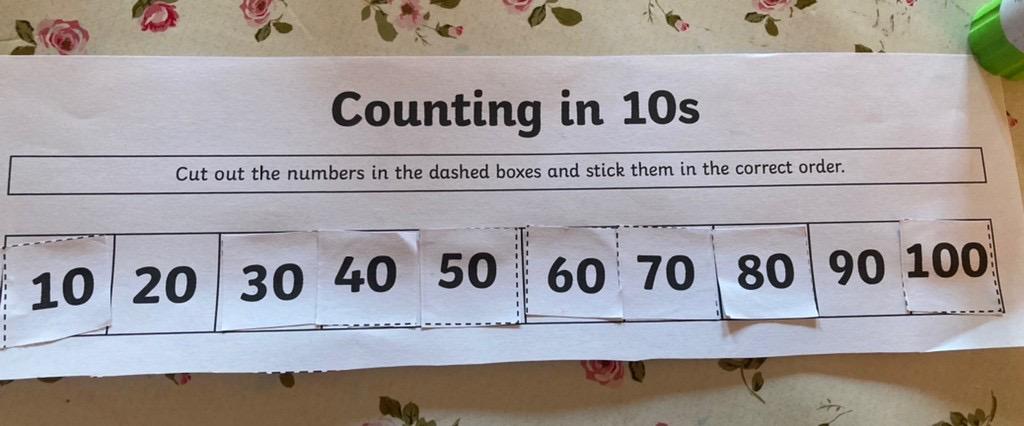 Counting in 10s
Cut out the numbers in the dashed boxes and stick them in the correct order.
10 20 30 40 50 60 70 80 90 100